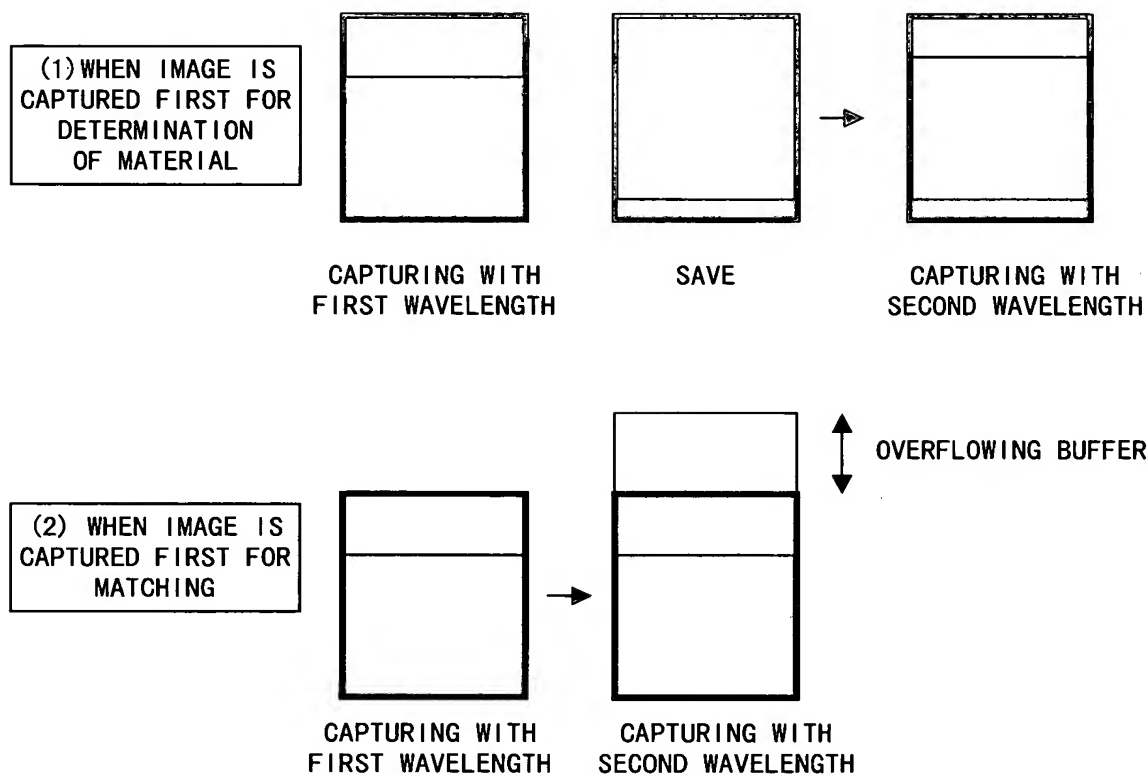 (1)WHEN IMAGE IS
CAPTURED FIRST FOR
DETERMINATION
OF MATERIAL
CAPTURING WITH
FIRST WAVELENGTH
SAVE
CAPTURING WITH
SECOND WAVELENGTH
OVERFLOWING BUFFER
(2) WHEN IMAGE IS
CAPTURED FIRST FOR
MATCHING
CAPTURING WITH
FIRST WAVELENGTH
CAPTURING WITH
SECOND WAVELENGTH